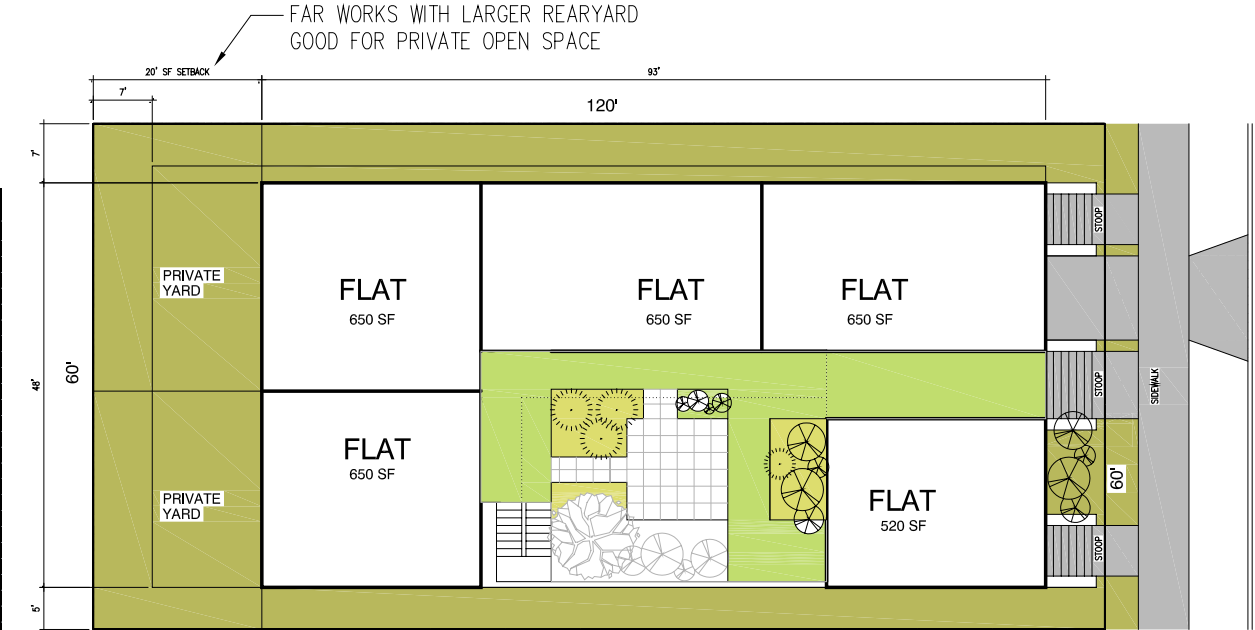 FAR WORKS WITH LARGER REARYARD
GOOD FOR PRIVATE OPEN SPACE
20' SF SETBACK
93'
7'
120'
7'
STOOP
FLAT
650 SF
FLAT
650 SF
FLAT
650 SF
PRIVATE
YARD
48'
60'
STOOP
SIDEWALK
FLAT
650 SF
60'
FLAT
520 SF
PRIVATE
YARD
STOOP
5'